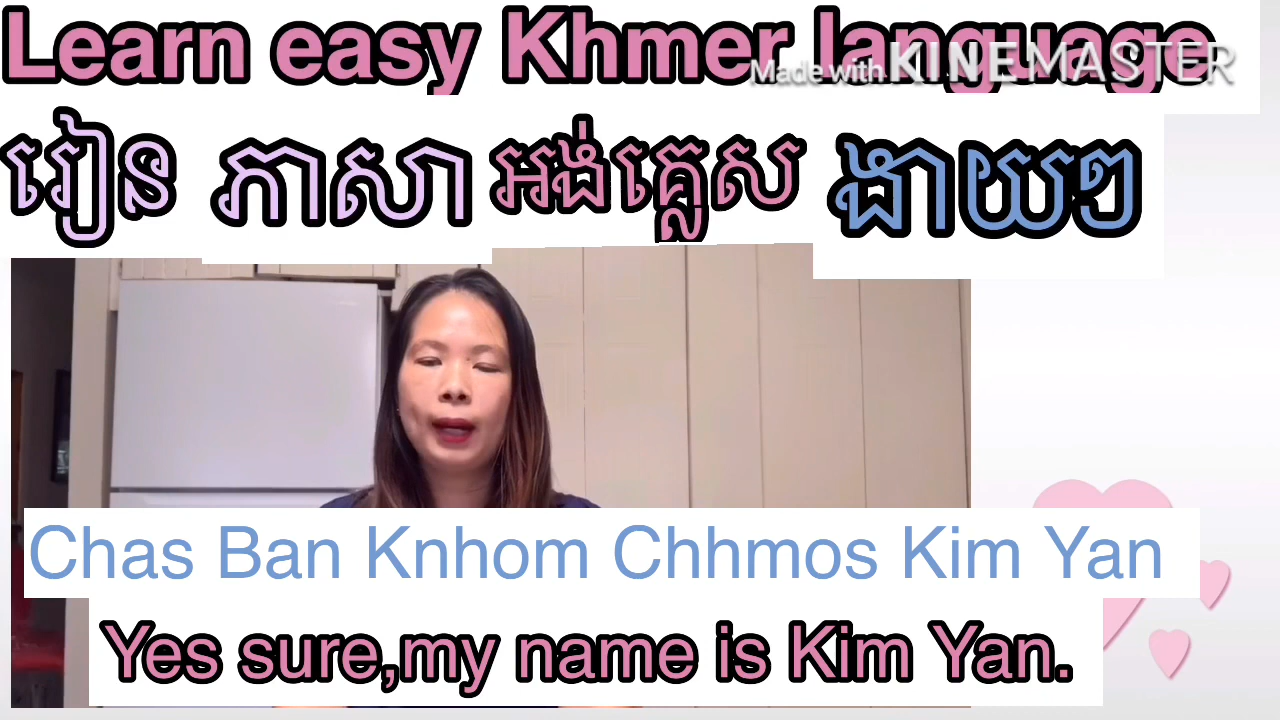 Learn easy Khmer language
Made with KINEMASTER
រៀន ភាសា អង់គ្លេស ងាយៗ
Chas Ban Knhom Chhmos Kim Yan
Yes sure,my name is Kim Yan.